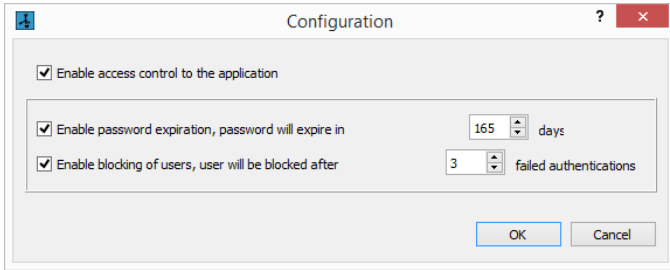 Configuration
?
Enable access control to the application
Enable password expiration, password will expire in 165 days
Enable blocking of users, user will be blocked after 3 failed authentications
OK Cancel